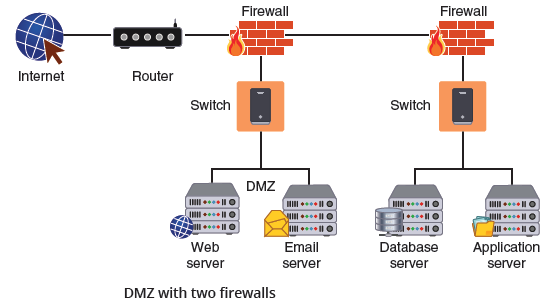 Firewall
Firewall
Internet
Router
Switch
Switch
DMZ
Web
server
Email
server
Database
server
Application
server
DMZ with two firewalls